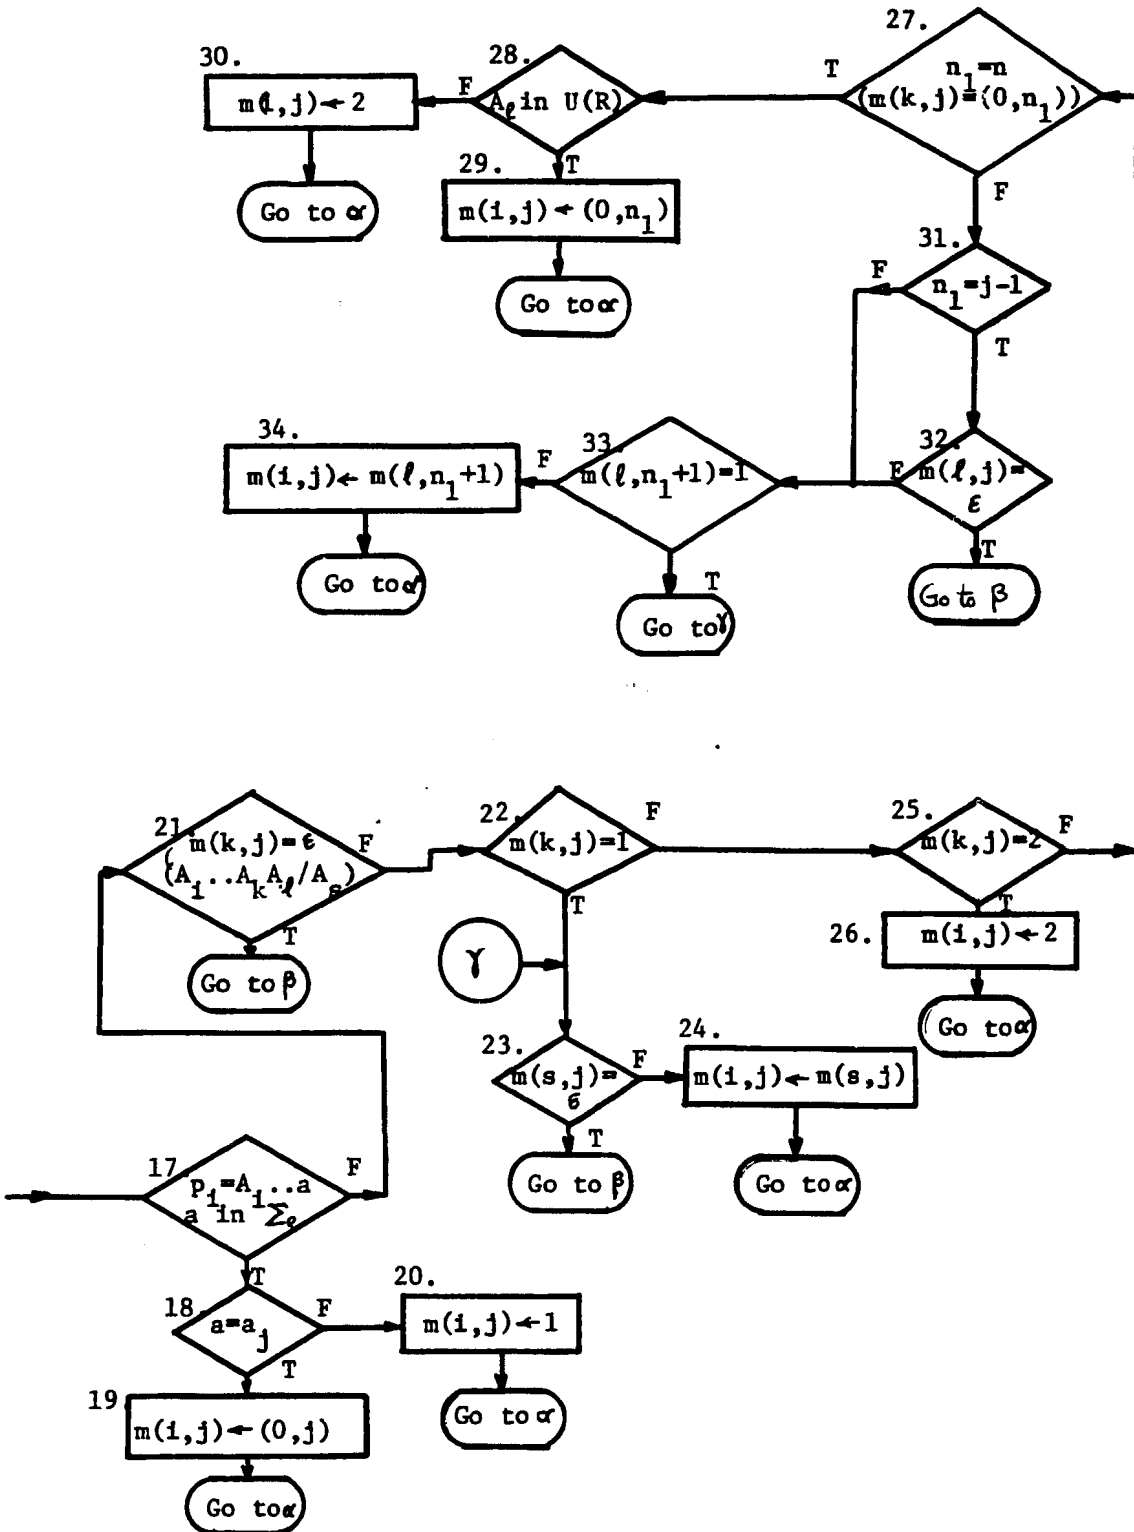 27.
n₁=n
(m(k,j)=(0,n₁))
T
F
28.
Aℓ in U(R)
F
T
30.
m(i,j)←2
Go to α
29.
m(i,j)←(0,n₁)
Go to α
31.
n₁=j-1
F
T
32.
m(ℓ,j)=
ε
F
T
Go to β
33.
m(ℓ,n₁+1)=1
F
T
Go to γ
34.
m(i,j)←m(ℓ,n₁+1)
Go to α
21.
m(k,j)=ε
(Aᵢ..AₖAℓ/Aₛ)
F
T
Go to β
22.
m(k,j)=1
F
T
γ
25.
m(k,j)=2
F
T
26.
m(i,j)←2
Go to α
23.
m(s,j)=
ε
F
T
Go to β
24.
m(i,j)←m(s,j)
Go to α
17.
pᵢ=Aᵢ..a
a in Σℓ
F
T
18.
a=aⱼ
F
T
20.
m(i,j)←1
Go to α
19
m(i,j)←(0,j)
Go to α